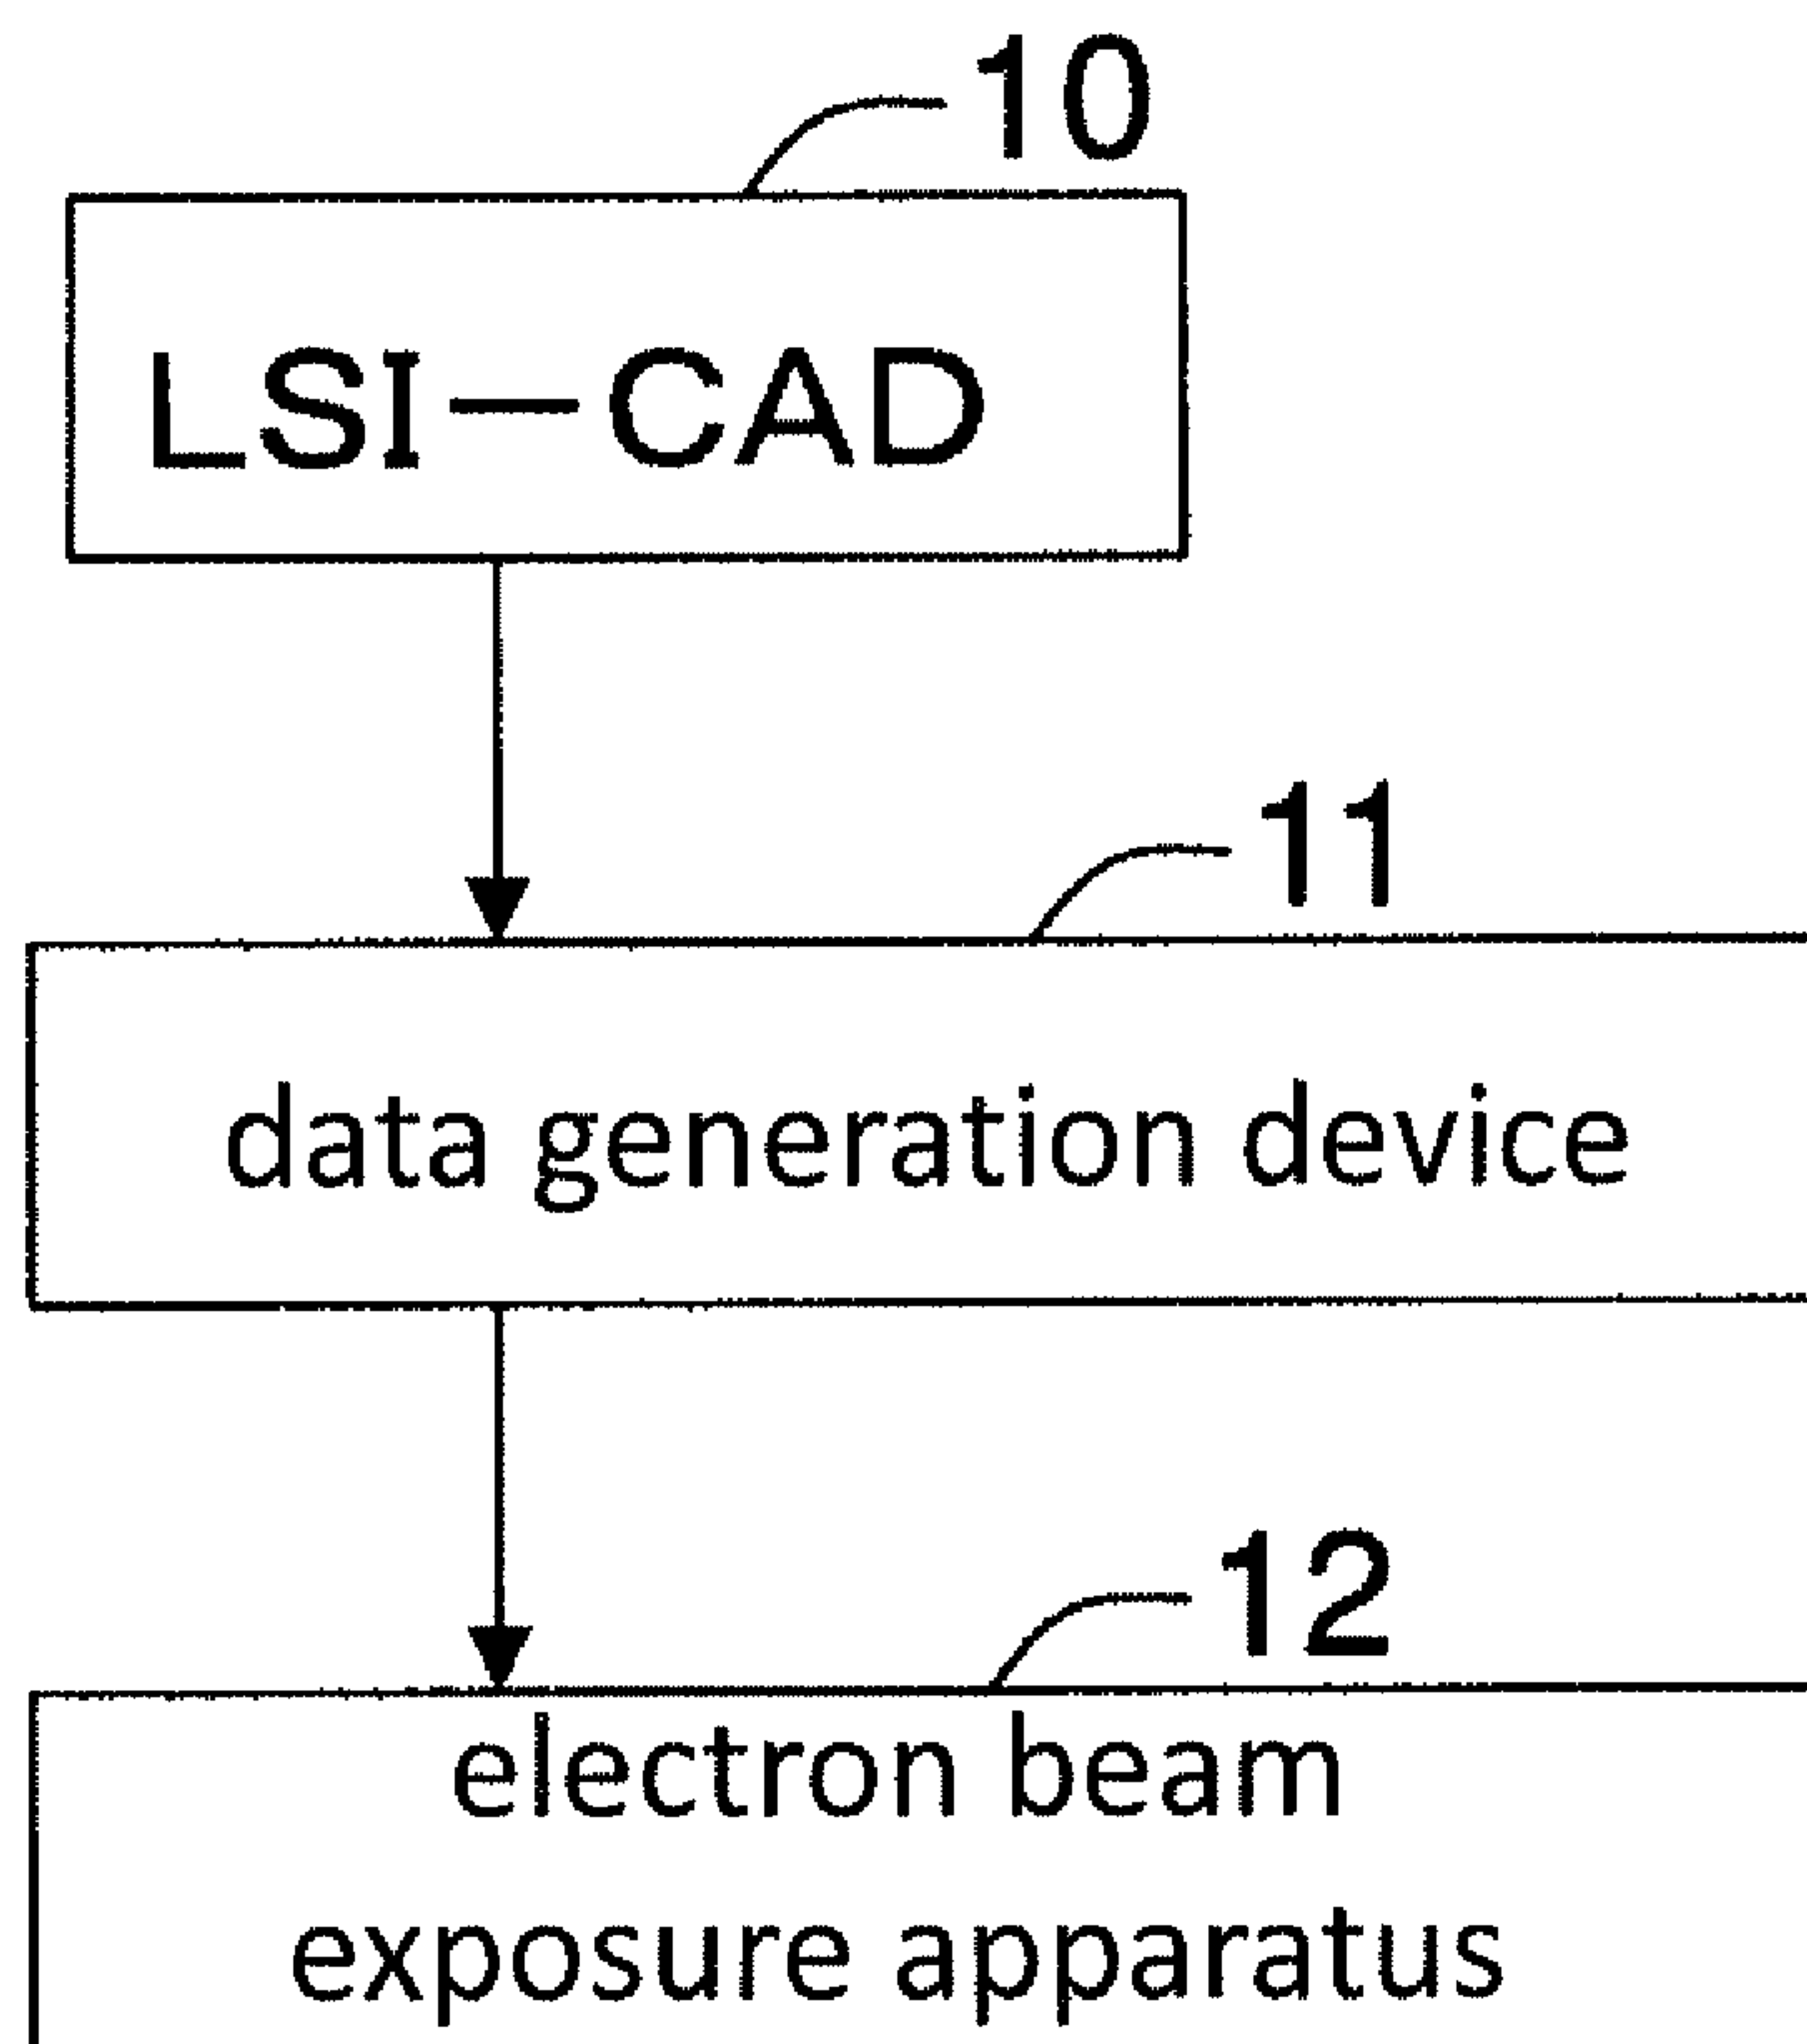 10
LSI－CAD
11
data generation device
12
electron beam
exposure apparatus